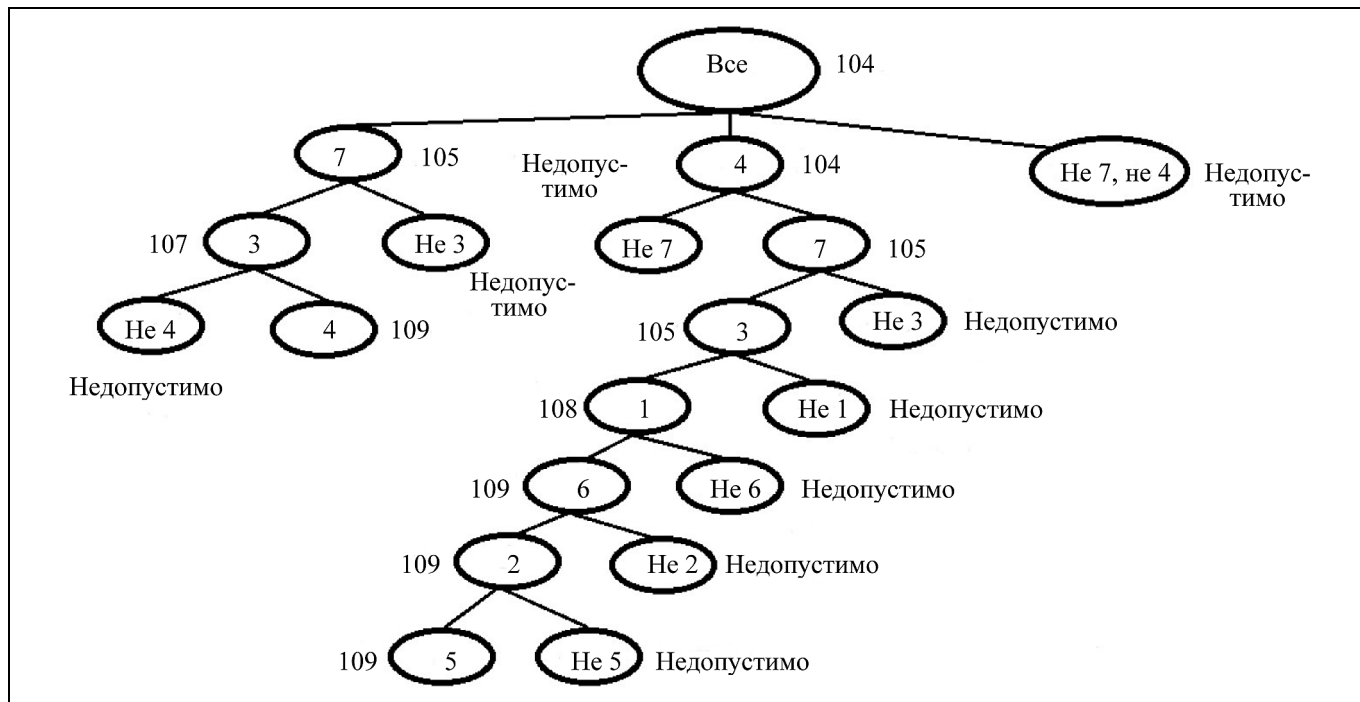 Все 104
7 105
Недопус-
тимо
4 104
Не 7, не 4
Недопус-
тимо
107 3
Не 3
Недопус-
тимо
Не 7
7 105
Не 4
Недопустимо
4 109
105 3
Не 3 Недопустимо
108 1
Не 1 Недопустимо
109 6
Не 6 Недопустимо
109 2
Не 2 Недопустимо
109 5
Не 5 Недопустимо